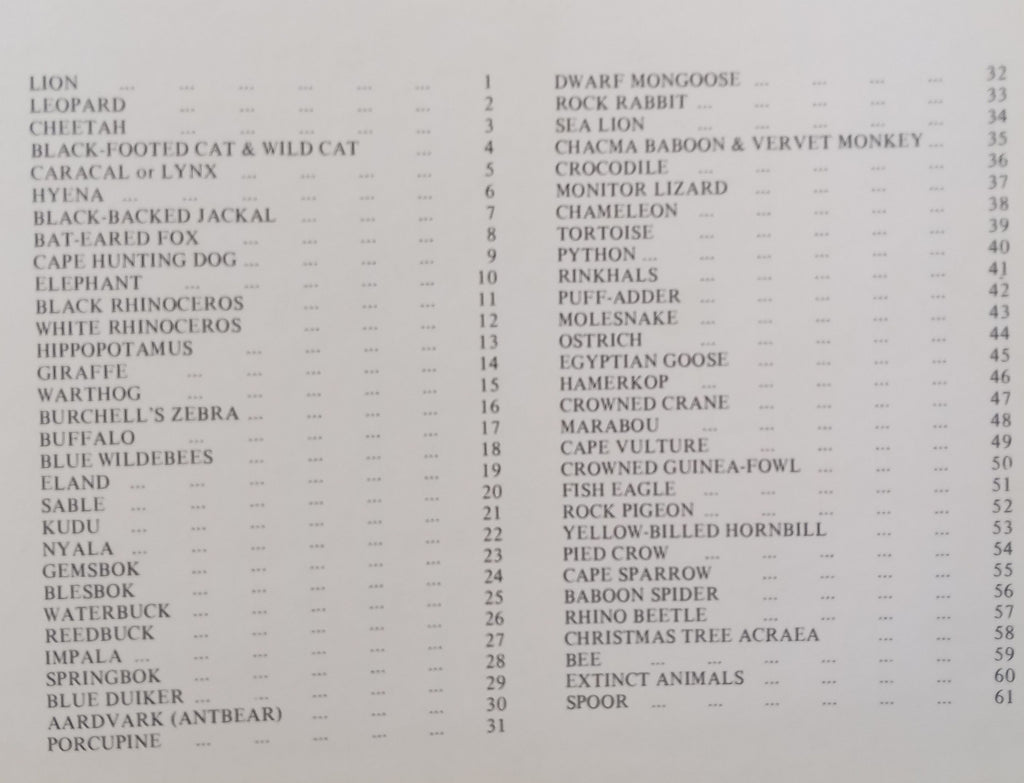 LION ... ... ... ... ... ... 1
LEOPARD ... ... ... ... ... 2
CHEETAH ... ... ... ... ... 3
BLACK-FOOTED CAT & WILD CAT ... 4
CARACAL or LYNX ... ... ... ... 5
HYENA ... ... ... ... ... ... 6
BLACK-BACKED JACKAL ... ... ... 7
BAT-EARED FOX ... ... ... ... 8
CAPE HUNTING DOG ... ... ... ... 9
ELEPHANT ... ... ... ... ... 10
BLACK RHINOCEROS ... ... ... 11
WHITE RHINOCEROS ... ... ... 12
HIPPOPOTAMUS ... ... ... ... 13
GIRAFFE ... ... ... ... ... 14
WARTHOG ... ... ... ... ... 15
BURCHELL'S ZEBRA ... ... ... ... 16
BUFFALO ... ... ... ... ... 17
BLUE WILDEBEES ... ... ... ... 18
ELAND ... ... ... ... ... ... 19
SABLE ... ... ... ... ... ... 20
KUDU ... ... ... ... ... ... 21
NYALA ... ... ... ... ... ... 22
GEMSBOK ... ... ... ... ... 23
BLESBOK ... ... ... ... ... 24
WATERBUCK ... ... ... ... ... 25
REEDBUCK ... ... ... ... ... 26
IMPALA ... ... ... ... ... ... 27
SPRINGBOK ... ... ... ... ... 28
BLUE DUIKER ... ... ... ... ... 29
AARDVARK (ANTBEAR) ... ... ... 30
PORCUPINE ... ... ... ... ... 31
DWARF MONGOOSE ... ... ... ... 32
ROCK RABBIT ... ... ... ... ... 33
SEA LION ... ... ... ... ... 34
CHACMA BABOON & VERVET MONKEY ... 35
CROCODILE ... ... ... ... ... 36
MONITOR LIZARD ... ... ... ... 37
CHAMELEON ... ... ... ... ... 38
TORTOISE ... ... ... ... ... 39
PYTHON ... ... ... ... ... ... 40
RINKHALS ... ... ... ... ... 41
PUFF-ADDER ... ... ... ... ... 42
MOLESNAKE ... ... ... ... ... 43
OSTRICH ... ... ... ... ... 44
EGYPTIAN GOOSE ... ... ... ... 45
HAMERKOP ... ... ... ... ... 46
CROWNED CRANE ... ... ... ... 47
MARABOU ... ... ... ... ... 48
CAPE VULTURE ... ... ... ... 49
CROWNED GUINEA-FOWL ... ... ... 50
FISH EAGLE ... ... ... ... ... 51
ROCK PIGEON ... ... ... ... ... 52
YELLOW-BILLED HORNBILL ... ... ... 53
PIED CROW ... ... ... ... ... 54
CAPE SPARROW ... ... ... ... 55
BABOON SPIDER ... ... ... ... 56
RHINO BEETLE ... ... ... ... 57
CHRISTMAS TREE ACRAEA ... ... 58
BEE ... ... ... ... ... ... 59
EXTINCT ANIMALS ... ... ... ... 60
SPOOR ... ... ... ... ... ... 61